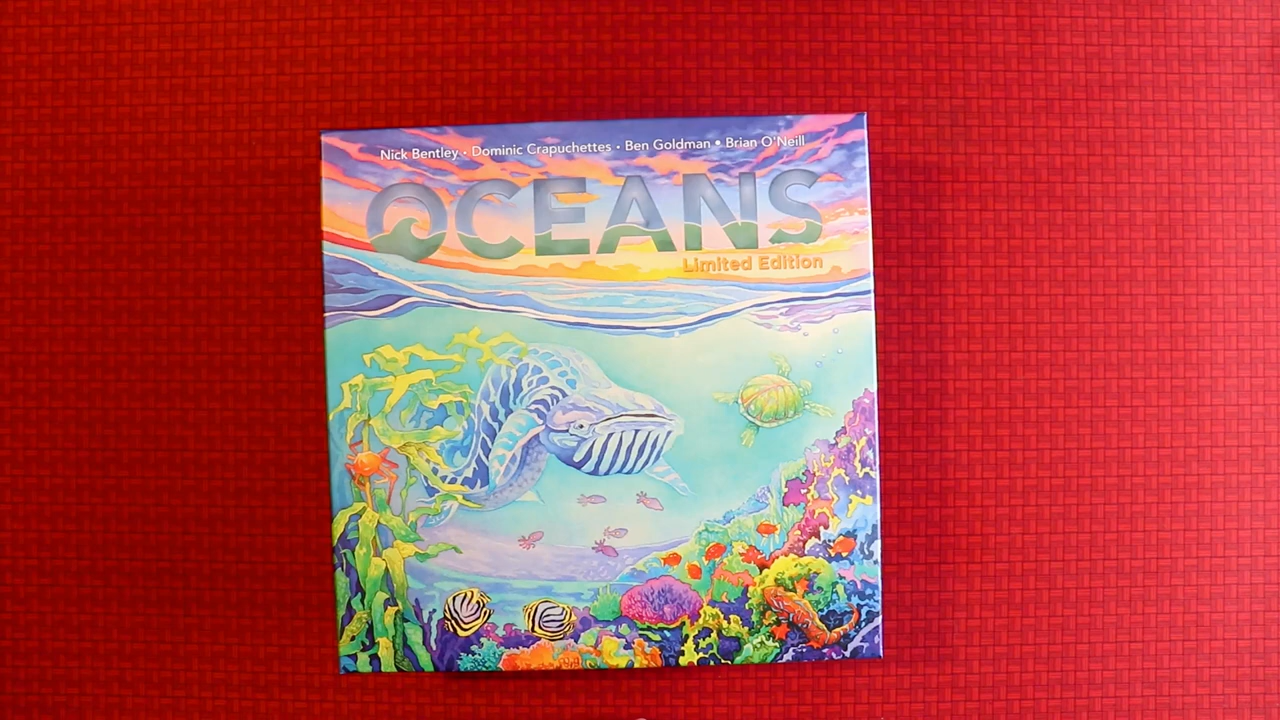 Nick Bentley • Dominic Crapuchettes • Ben Goldman • Brian O'Neill
OCEANS
Limited Edition